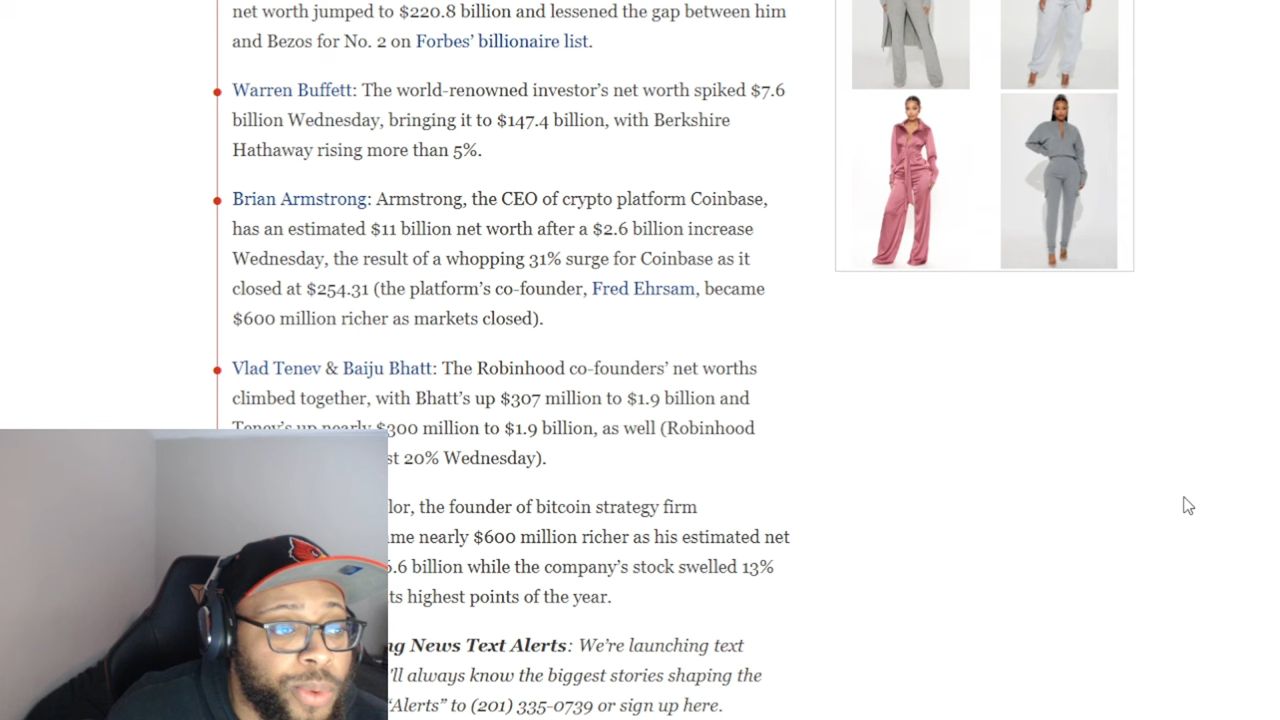 net worth jumped to $220.8 billion and lessened the gap between him
and Bezos for No. 2 on Forbes’ billionaire list.
Warren Buffett: The world-renowned investor’s net worth spiked $7.6
billion Wednesday, bringing it to $147.4 billion, with Berkshire
Hathaway rising more than 5%.
Brian Armstrong: Armstrong, the CEO of crypto platform Coinbase,
has an estimated $11 billion net worth after a $2.6 billion increase
Wednesday, the result of a whopping 31% surge for Coinbase as it
closed at $254.31 (the platform’s co-founder, Fred Ehrsam, became
$600 million richer as markets closed).
Vlad Tenev & Baiju Bhatt: The Robinhood co-founders’ net worths
climbed together, with Bhatt’s up $307 million to $1.9 billion and
Tenev’s up nearly $300 million to $1.9 billion, as well (Robinhood
20% Wednesday).
the founder of bitcoin strategy firm
nearly $600 million richer as his estimated net
billion while the company’s stock swelled 13%
highest points of the year.
News Text Alerts: We’re launching text
always know the biggest stories shaping the
“Alerts” to (201) 335-0739 or sign up here.